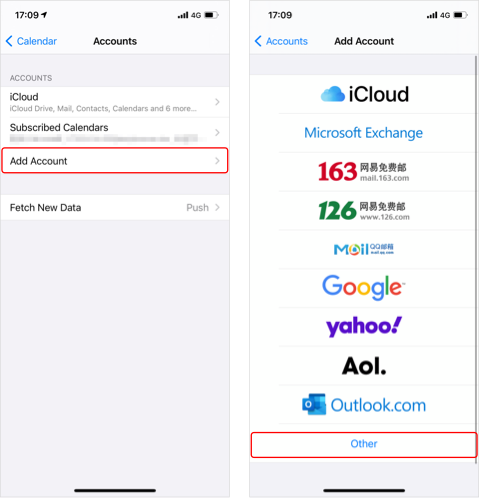 17:09
4G
Calendar
Accounts
ACCOUNTS
iCloud
iCloud Drive, Mail, Contacts, Calendars and 6 more...
Subscribed Calendars
Add Account
Fetch New Data
Push
17:09
4G
Accounts
Add Account
iCloud
Microsoft Exchange
163 网易免费邮
mail.163.com
126 网易免费邮
www.126.com
Mail QQ邮箱
mail.qq.com
Google
yahoo!
Aol.
Outlook.com
Other